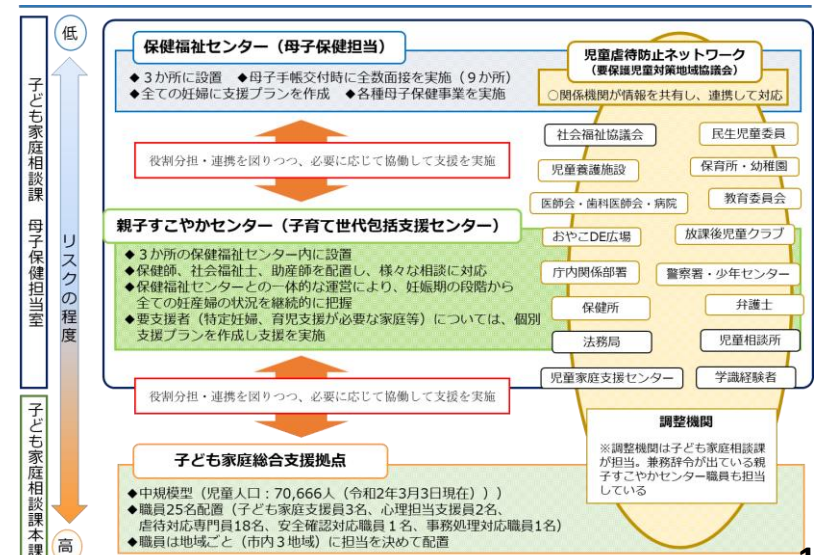 子ども家庭相談課 母子保健担当室
子ども家庭相談課本課
低
リスクの程度
高
保健福祉センター(母子保健担当)
◆3か所に設置 ◆母子手帳交付時に全数面接を実施(9か所)
◆全ての妊婦に支援プランを作成 ◆各種母子保健事業を実施
役割分担・連携を図りつつ、必要に応じて協働して支援を実施
親子すこやかセンター(子育て世代包括支援センター)
◆3か所の保健福祉センター内に設置
◆保健師、社会福祉士、助産師を配置し、様々な相談に対応
◆保健福祉センターとの一体的な運営により、妊娠期の段階から
全ての妊産婦の状況を継続的に把握
◆要支援者(特定妊婦、育児支援が必要な家庭等)については、個別
支援プランを作成し支援を実施
役割分担・連携を図りつつ、必要に応じて協働して支援を実施
子ども家庭総合支援拠点
◆中規模型(児童人口:70,666人(令和2年3月3日現在)))
◆職員25名配置(子ども家庭支援員3名、心理担当支援員2名、
虐待対応専門員18名、安全確認対応職員1名、事務処理対応職員1名)
◆職員は地域ごと(市内3地域)に担当を決めて配置
児童虐待防止ネットワーク
(要保護児童対策地域協議会)
○関係機関が情報を共有し、連携して対応
社会福祉協議会
民生児童委員
児童養護施設
保育所・幼稚園
医師会・歯科医師会・病院
教育委員会
おやこDE広場
放課後児童クラブ
庁内関係部署
警察署・少年センター
保健所
弁護士
法務局
児童相談所
児童家庭支援センター
学識経験者
調整機関
※調整機関は子ども家庭相談課
が担当。兼務辞令が出ている親
子すこやかセンター職員も担当
している
1